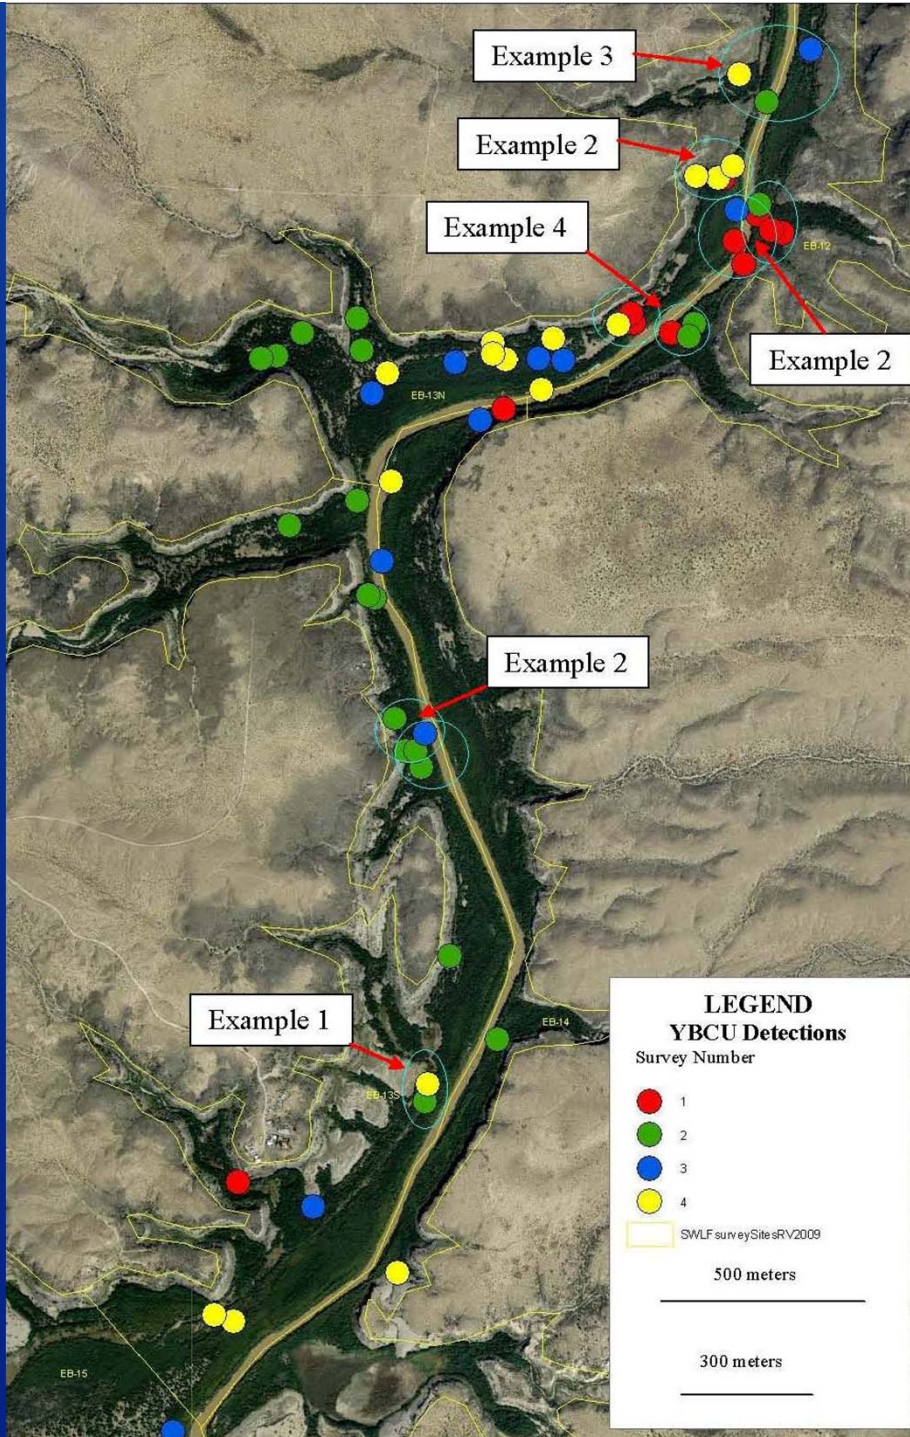 Example 3
Example 2
Example 4
EB-12
Example 2
EB-13N
Example 2
Example 1
EB-14
EB-13S
EB-15
LEGEND
YBCU Detections
Survey Number
1
2
3
4
SWLFsurveySitesRV2009
500 meters
300 meters